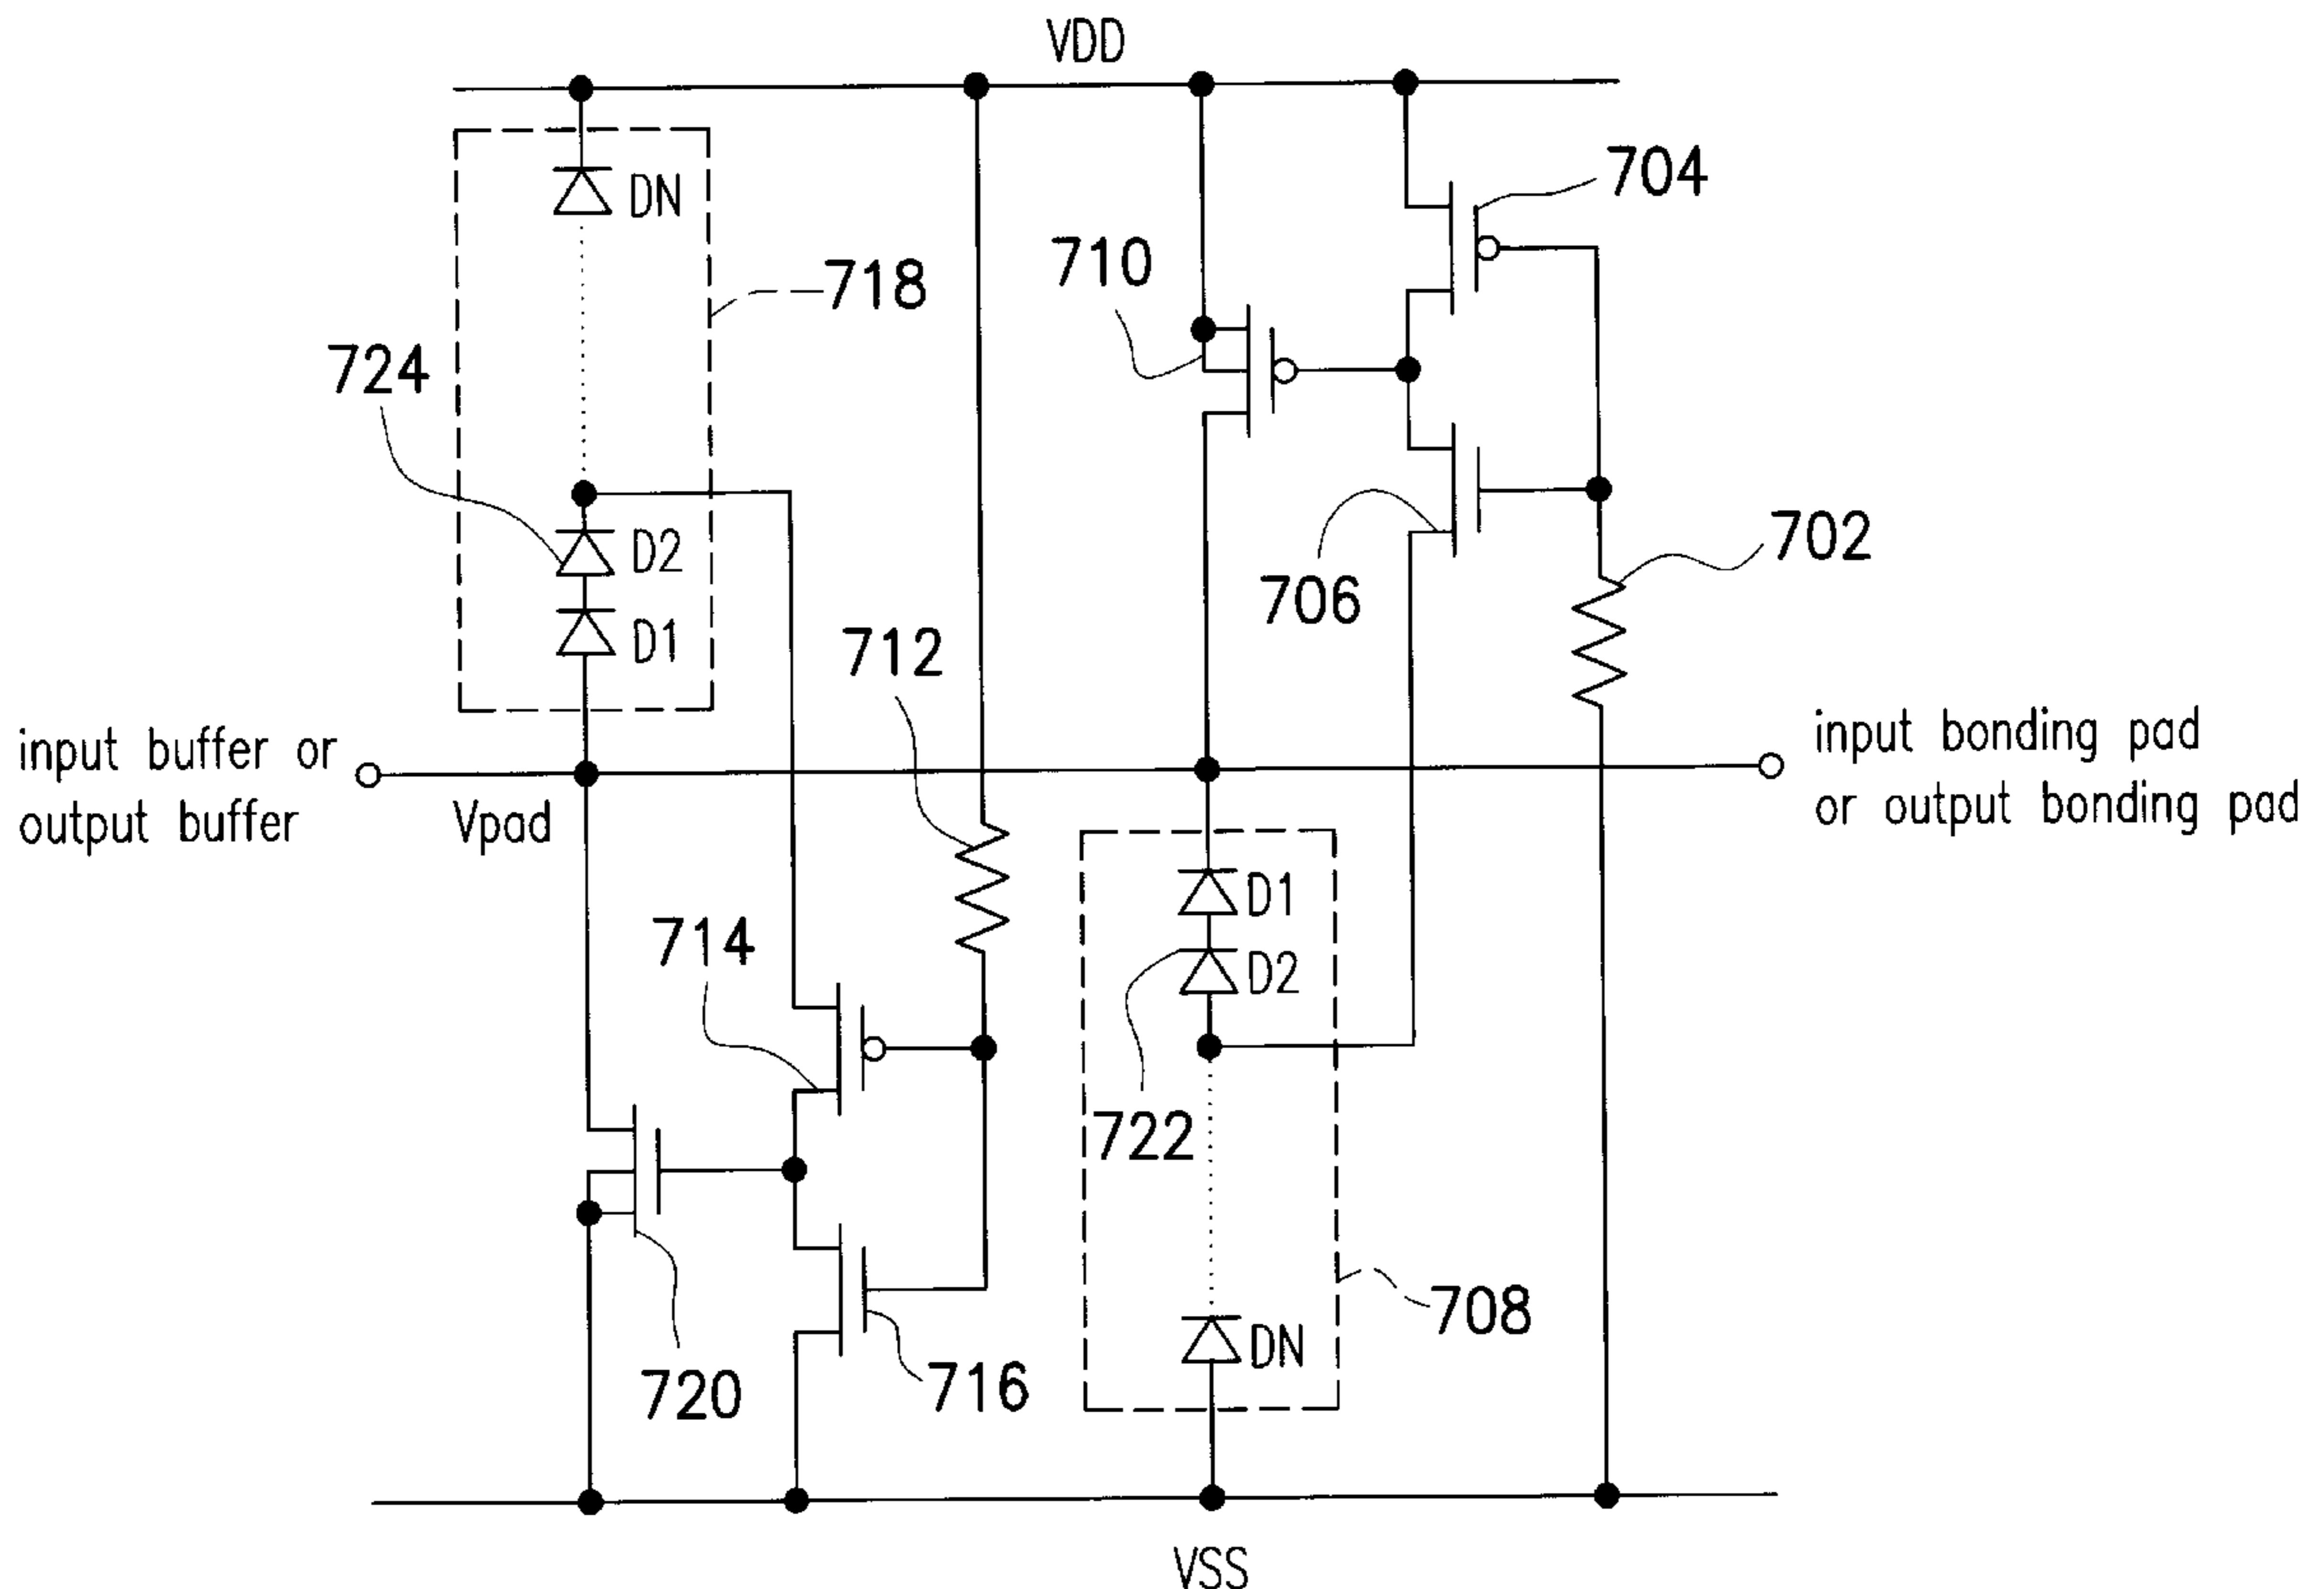 VDD
704
DN
710
718
724
D2
702
706
D1
712
input buffer or
output buffer
Vpad
input bonding pad
or output bonding pad
D1
714
D2
722
708
DN
716
720
VSS